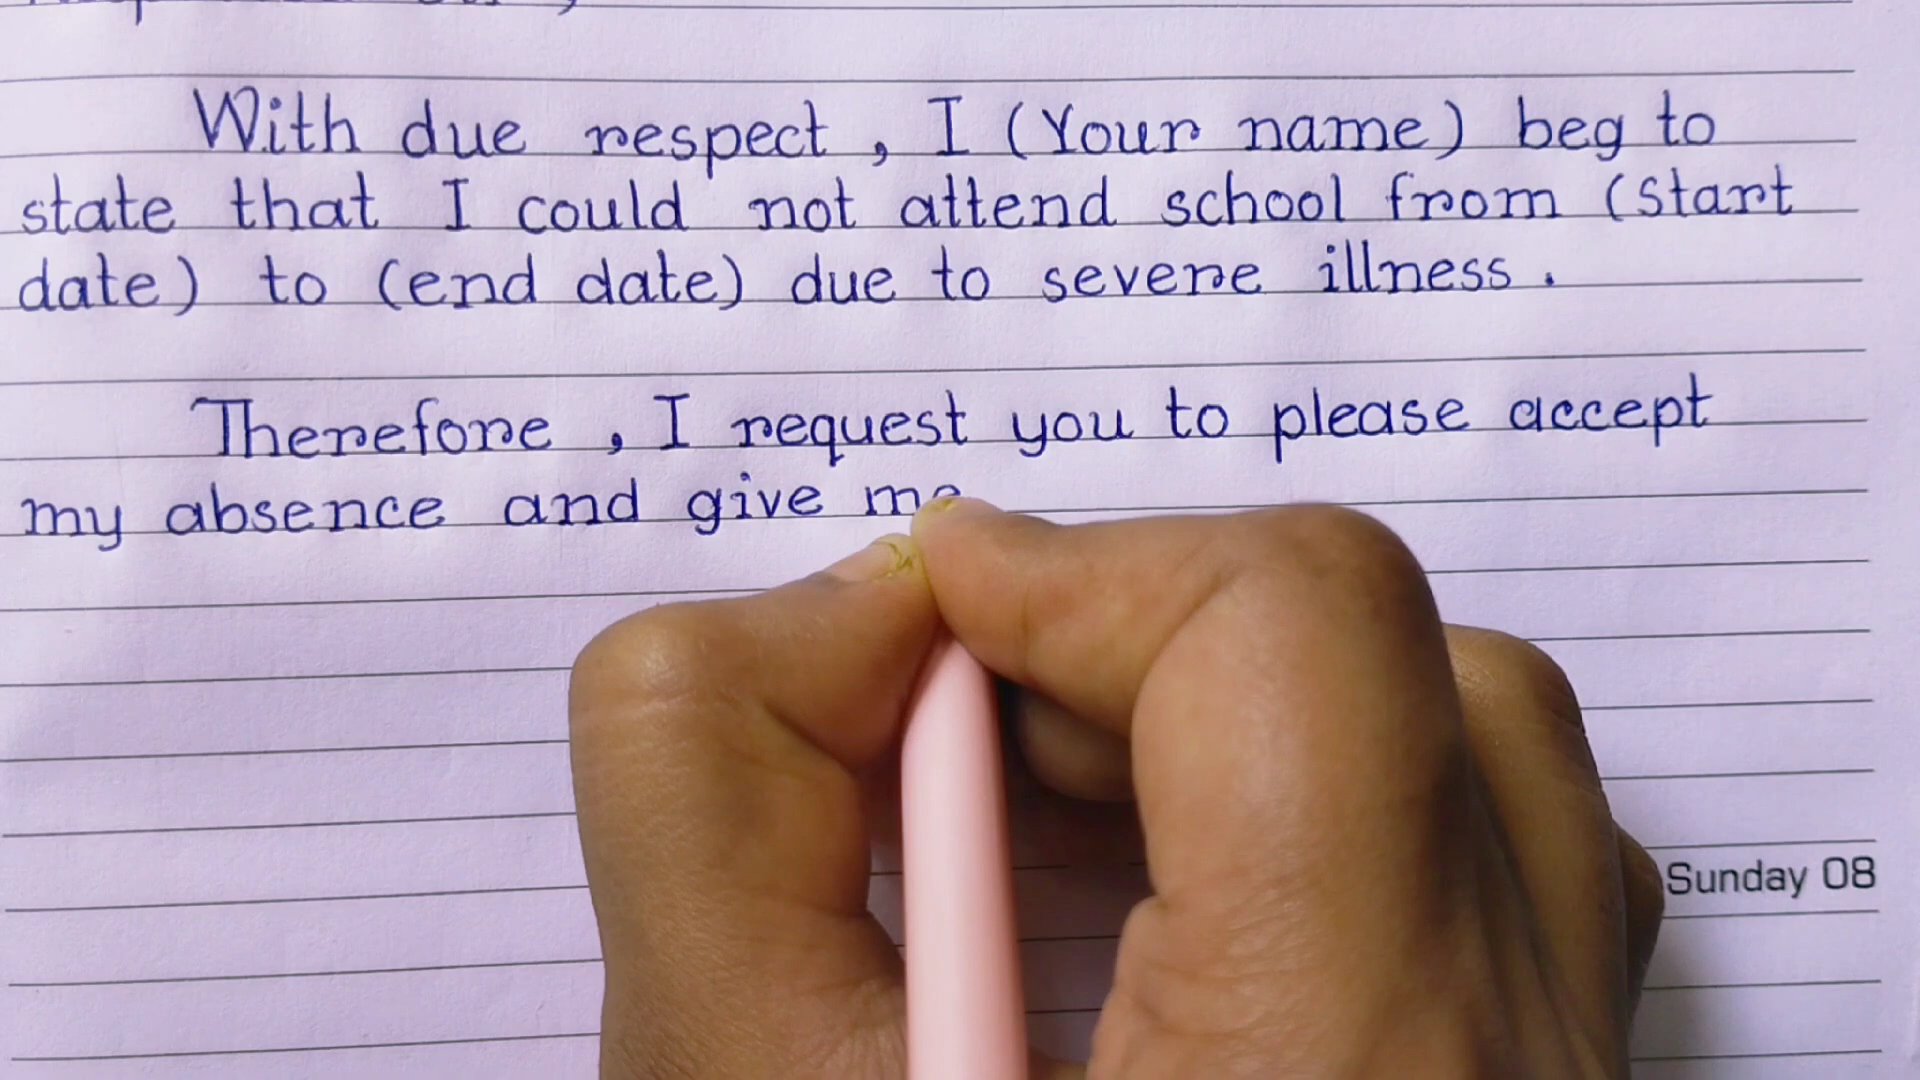 With due respect, I (Your name) beg to
state that I could not attend school from (start
date) to (end date) due to severe illness.
Therefore, I request you to please accept
my absence and give me
Sunday 08